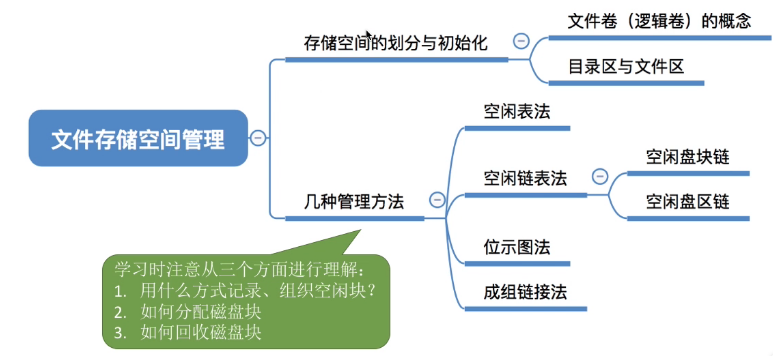 文件存储空间管理
存储空间的划分与初始化
文件卷（逻辑卷）的概念
目录区与文件区
几种管理方法
空闲表法
空闲链表法
空闲盘块链
空闲盘区链
位示图法
成组链接法
学习时注意从三个方面进行理解：
1. 用什么方式记录、组织空闲块？
2. 如何分配磁盘块
3. 如何回收磁盘块